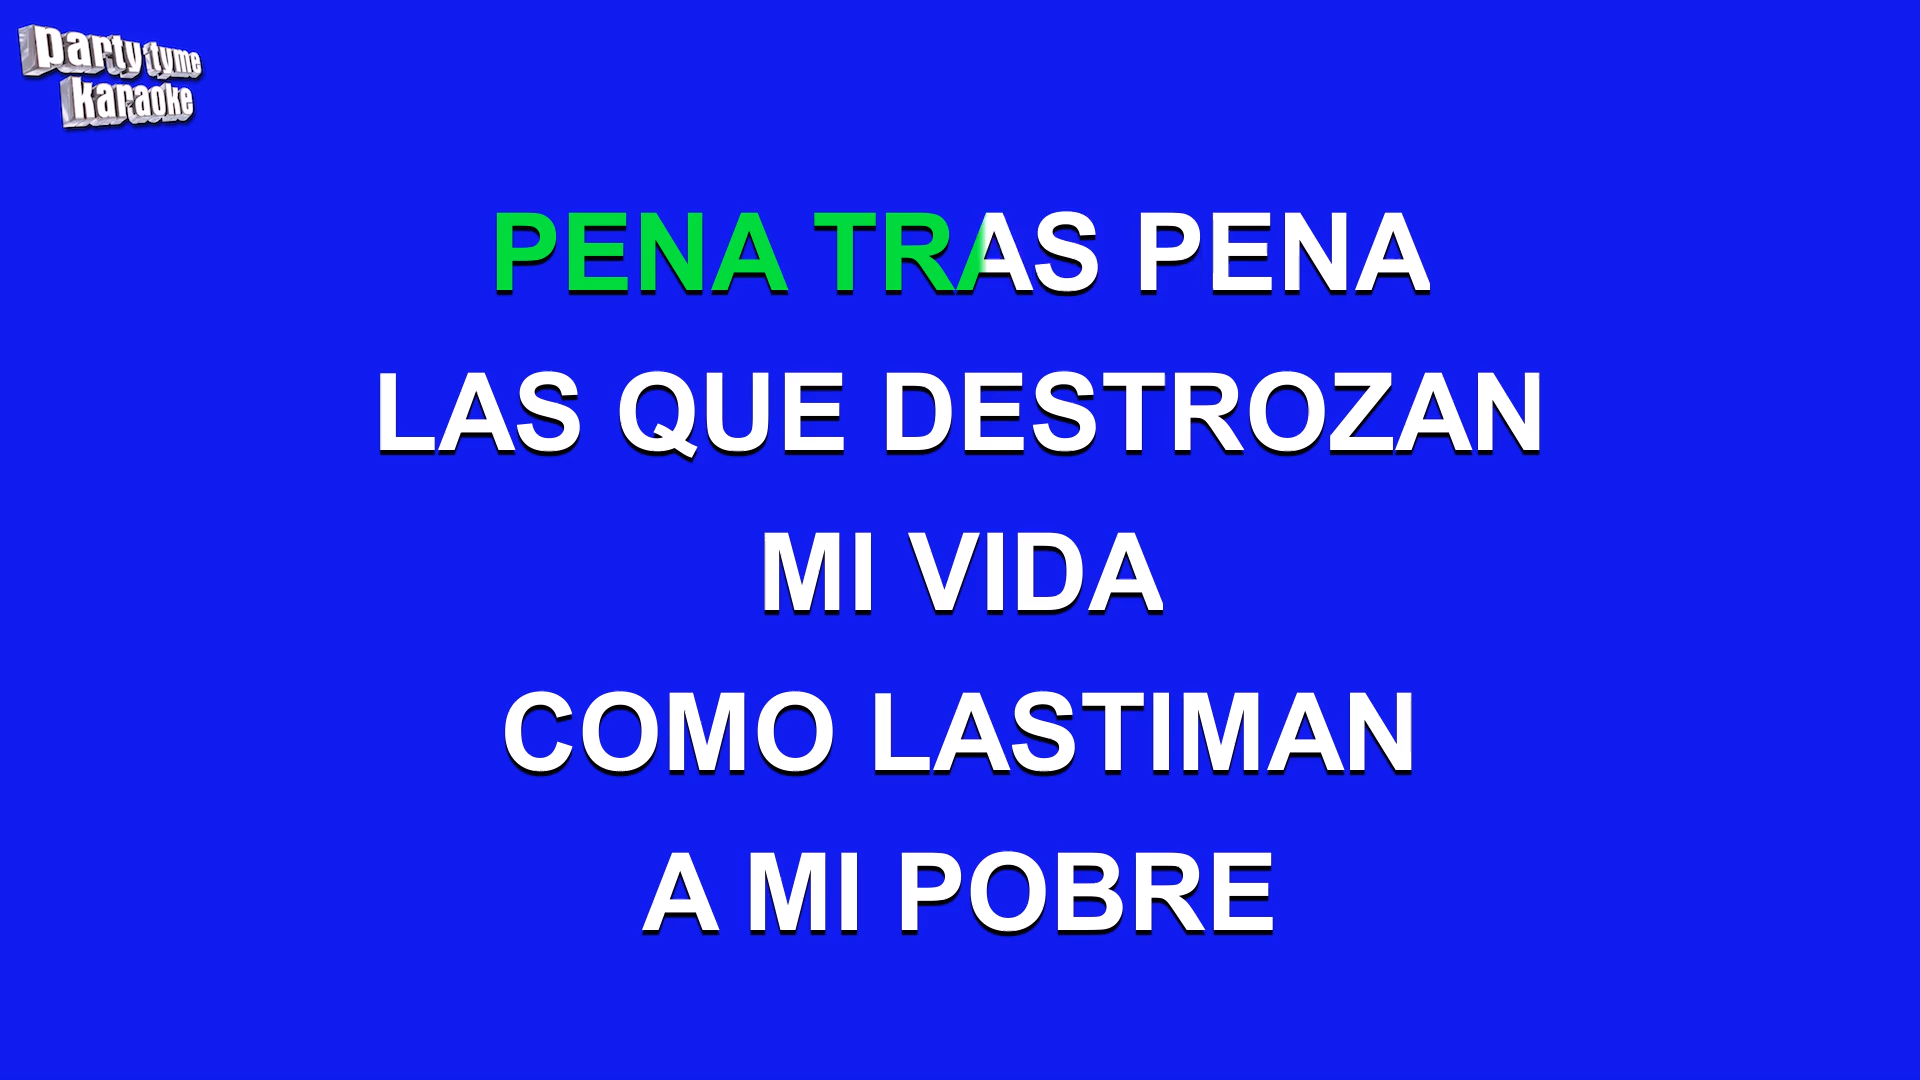 party tyme
karaoke
PENA TRAS PENA
LAS QUE DESTROZAN
MI VIDA
COMO LASTIMAN
A MI POBRE